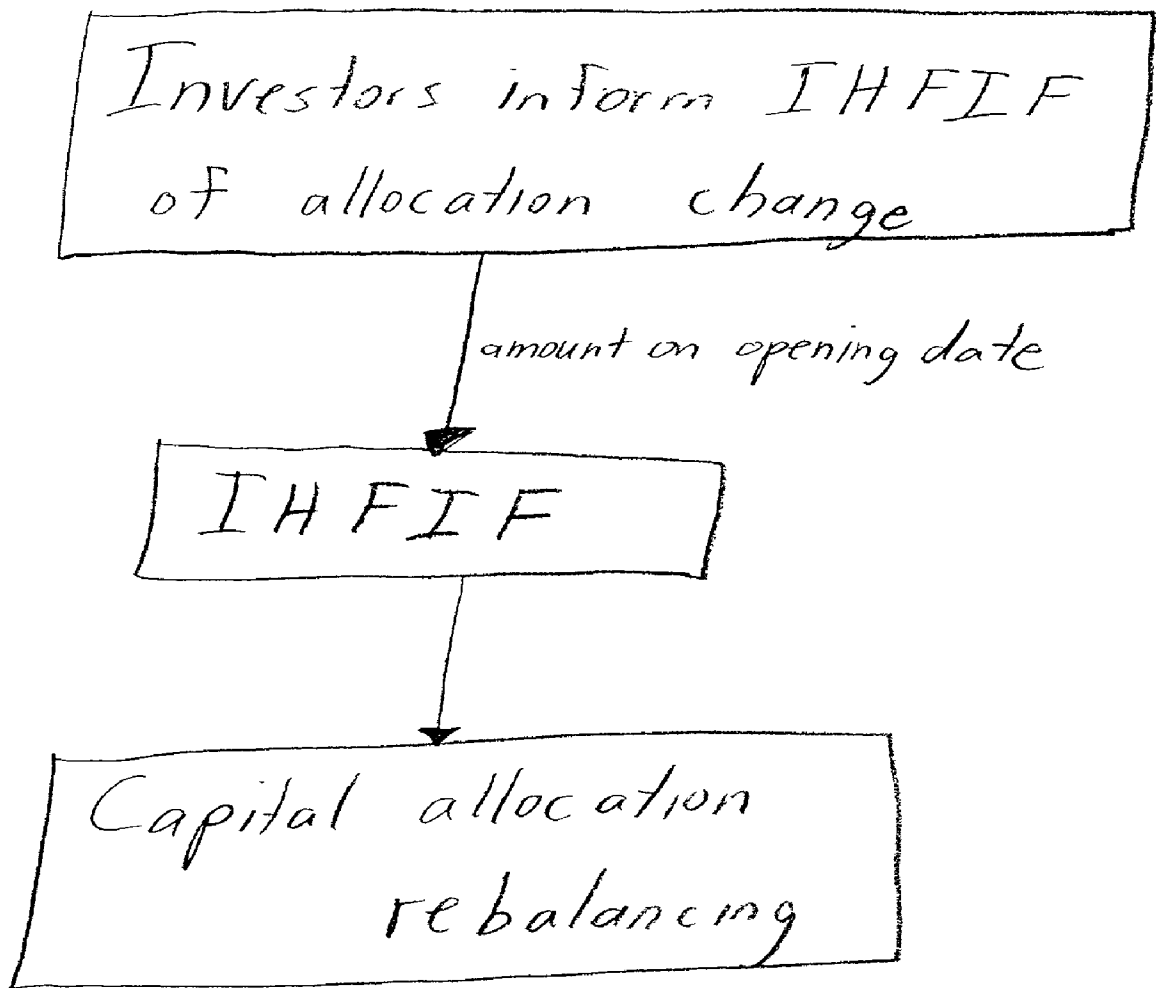 Investors inform IHFIF
of allocation change
amount on opening date
IHFIF
Capital allocation
rebalancing